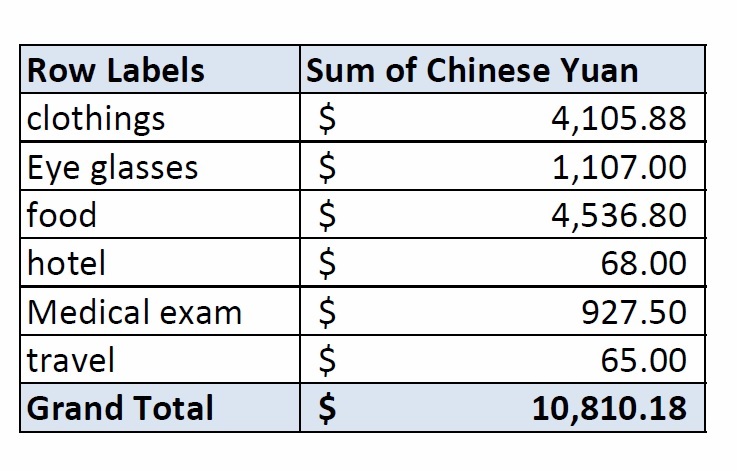 Row Labels Sum of Chinese Yuan
clothings $ 4,105.88
Eye glasses $ 1,107.00
food $ 4,536.80
hotel $ 68.00
Medical exam $ 927.50
travel $ 65.00
Grand Total $ 10,810.18